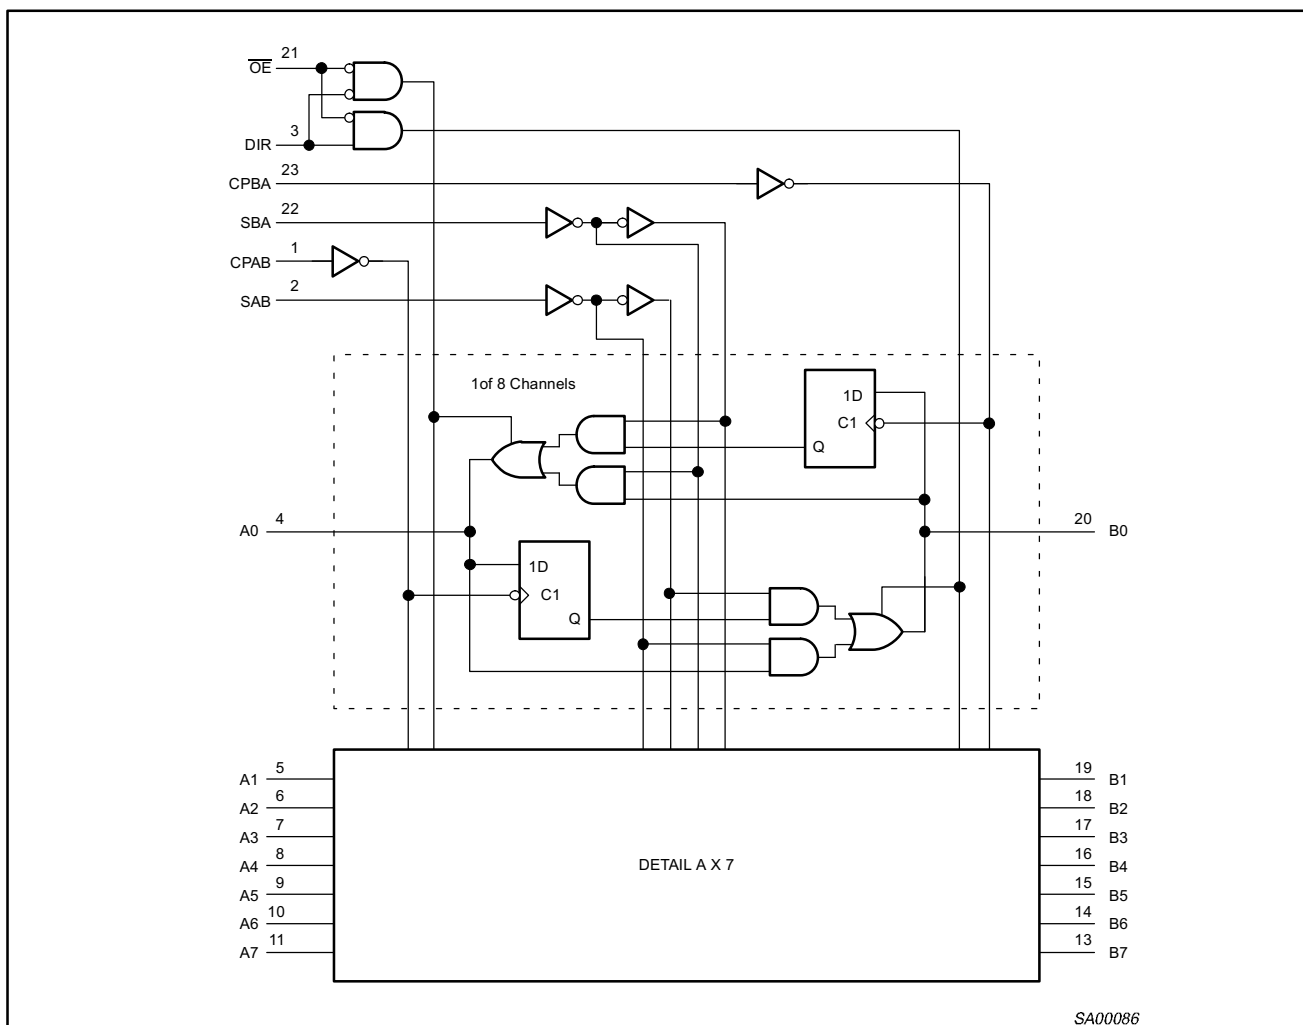 OE 21
DIR 3
CPBA 23
SBA 22
CPAB 1
SAB 2
1of 8 Channels
1D
C1
Q
A0 4
20 B0
1D
C1
Q
A1 5
A2 6
A3 7
A4 8
A5 9
A6 10
A7 11
DETAIL A X 7
19 B1
18 B2
17 B3
16 B4
15 B5
14 B6
13 B7
SA00086